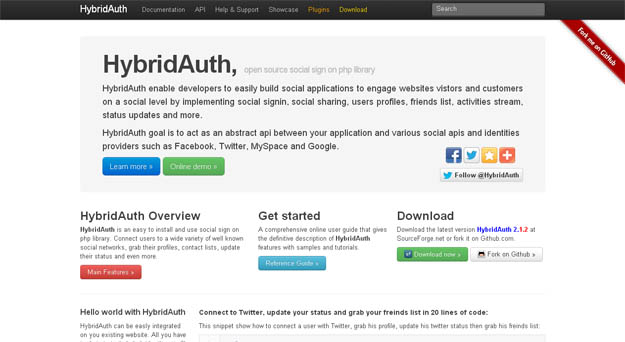 HybridAuth Documentation API Help & Support Showcase Plugins Download Search
Fork me on GitHub
HybridAuth, open source social sign on php library
HybridAuth enable developers to easily build social applications to engage websites vistors and customers
on a social level by implementing social signin, social sharing, users profiles, friends list, activities stream,
status updates and more.
HybridAuth goal is to act as an abstract api between your application and various social apis and identities
providers such as Facebook, Twitter, MySpace and Google.
Learn more » Online demo »
Follow @HybridAuth
HybridAuth Overview
HybridAuth is an easy to install and use social sign on
php library. Connect users to a wide variety of well known
social networks, grab their profiles, contact lists, update
their status and even more.
Main Features »
Get started
A comprehensive online user guide that gives
the definitive description of HybridAuth
features with samples and tutorials.
Reference Guide »
Download
Download the latest version HybridAuth 2.1.2 at
SourceForge.net or fork it on Github.com.
Download now » Fork on Github »
Hello world with HybridAuth
HybridAuth can be easly integrated
on you existing website. All you have
Connect to Twitter, update your status and grab your freinds list in 20 lines of code:
This snippet show how to connect a user with Twitter, grab his profile, update his twitter status then grab his freinds list: